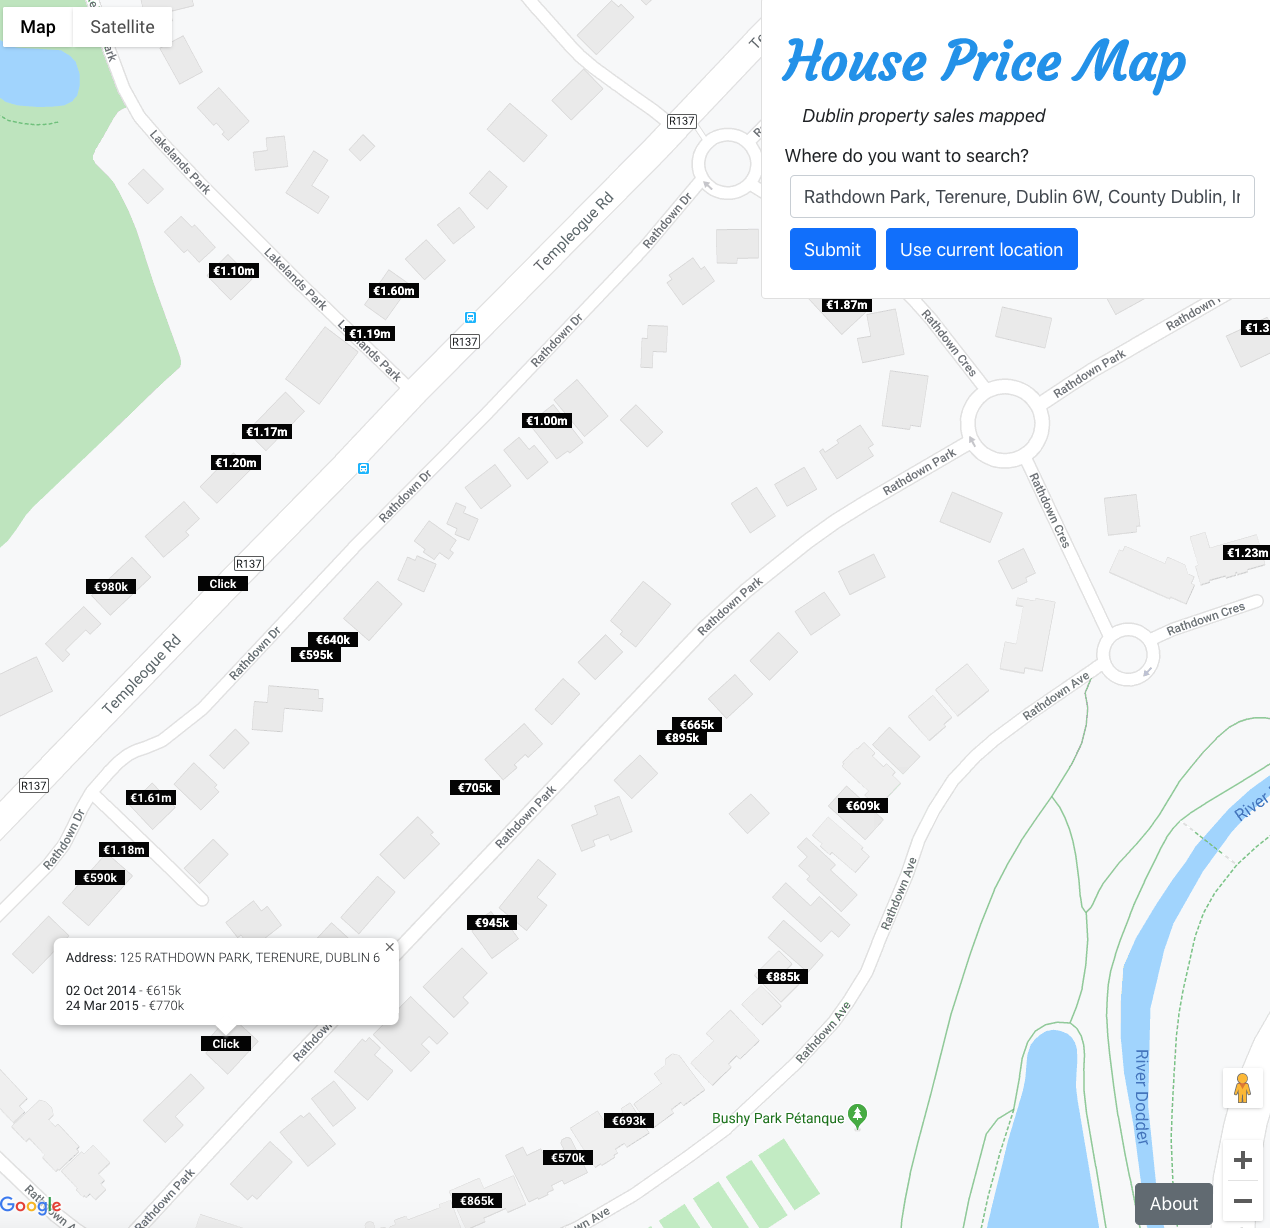 Map
Satellite
House Price Map
Dublin property sales mapped
Where do you want to search?
Rathdown Park, Terenure, Dublin 6W, County Dublin, Ir
Submit
Use current location
R137
Lakelands Park
Templeogue Rd
Rathdown Dr
€1.10m
Lakelands Park
€1.60m
€1.87m
€1.19m
Lakelands Park
R137
Rathdown Dr
Rathdown Cres
Rathdown Park
€1.3
€1.00m
€1.17m
€1.20m
Rathdown Park
Rathdown Dr
Rathdown Cres
R137
€1.23m
€980k
Click
Rathdown Park
Rathdown Cres
€640k
€595k
Rathdown Dr
Templeogue Rd
Rathdown Ave
€665k
€895k
R137
€705k
€1.61m
€609k
River
Rathdown Park
Rathdown Dr
€1.18m
€590k
Rathdown Ave
€945k
Address: 125 RATHDOWN PARK, TERENURE, DUBLIN 6
02 Oct 2014 - €615k
24 Mar 2015 - €770k
€885k
Click
Rathdown Ave
River Dodder
€693k
Bushy Park Pétanque
€570k
Rathdown Park
€865k
Google
About